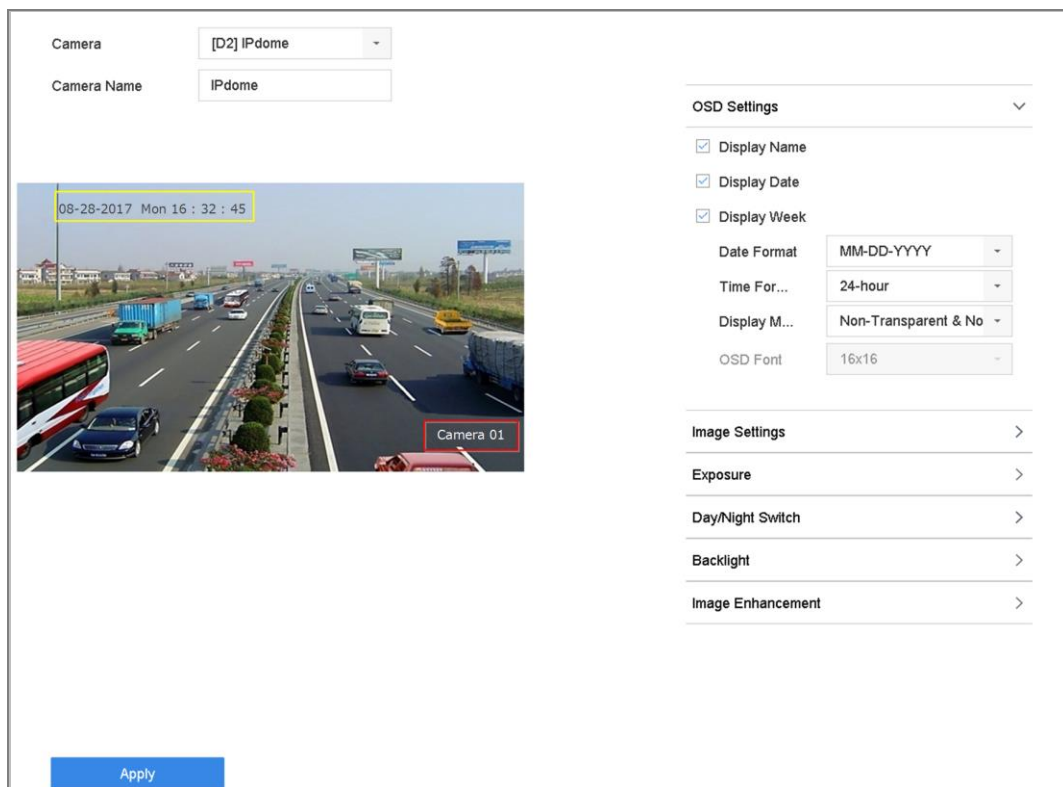 Camera
[D2] IPdome
Camera Name
IPdome
OSD Settings
Display Name
Display Date
Display Week
Date Format
MM-DD-YYYY
Time For...
24-hour
Display M...
Non-Transparent & No
OSD Font
16x16
08-28-2017 Mon 16 : 32 : 45
Camera 01
Image Settings
Exposure
Day/Night Switch
Backlight
Image Enhancement
Apply